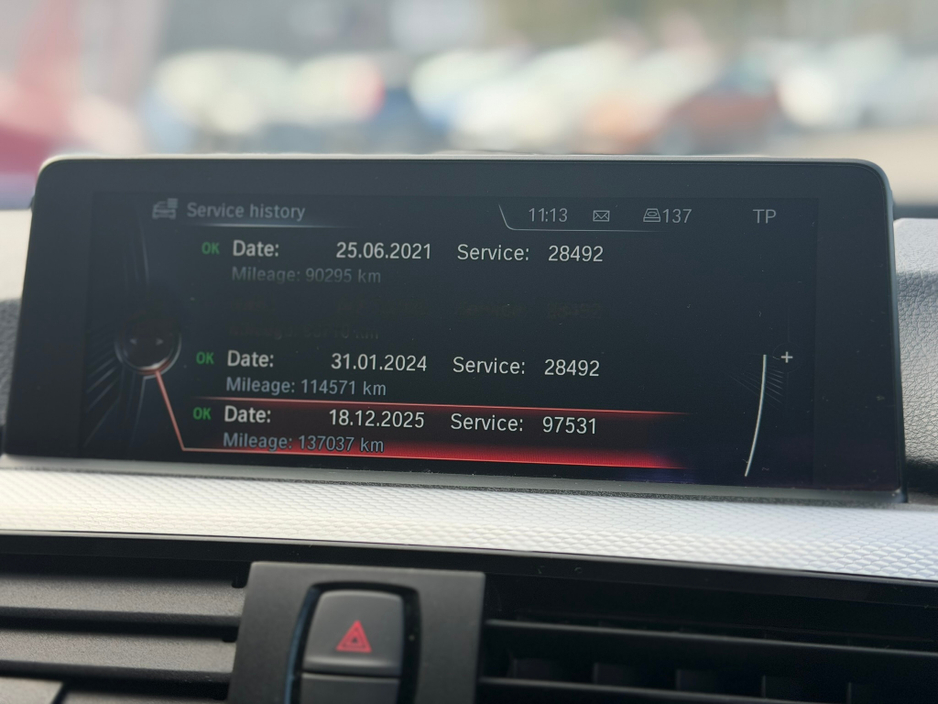 Service history
11:13 137 TP
OK Date: 25.06.2021 Service: 28492
Mileage: 90295 km
OK Date: 31.01.2024 Service: 28492
Mileage: 114571 km
+
OK Date: 18.12.2025 Service: 97531
Mileage: 137037 km